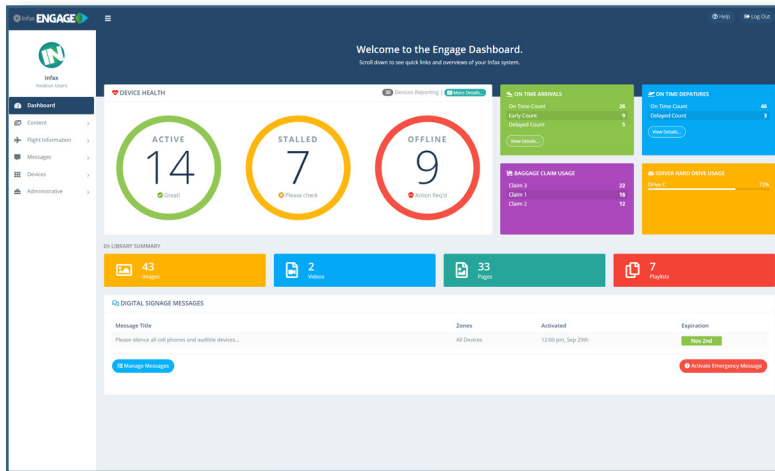 Infax ENGAGE
Help
Log Out
Infax
Aviation Users
Dashboard
Content
Flight Information
Messages
Devices
Administrative
Welcome to the Engage Dashboard.
Scroll down to see quick links and overviews of your Infax system.
DEVICE HEALTH
30 Devices Reporting | More Details...
ACTIVE
14
Great!
STALLED
7
Please check
OFFLINE
9
Action Req'd
ON TIME ARRIVALS
On Time Count 26
Early Count 9
Delayed Count 5
View Details...
ON TIME DEPATURES
On Time Count 46
Delayed Count 3
View Details...
BAGGAGE CLAIM USAGE
Claim 3 22
Claim 1 16
Claim 2 12
SERVER HARD DRIVE USAGE
Drive C 72%
LIBRARY SUMMARY
43
Images
2
Videos
33
Pages
7
Playlists
DIGITAL SIGNAGE MESSAGES
Message Title Zones Activated Expiration
Please silence all cell phones and audible devices... All Devices 12:00 pm, Sep 29th Nov 2nd
Manage Messages
Activate Emergency Message